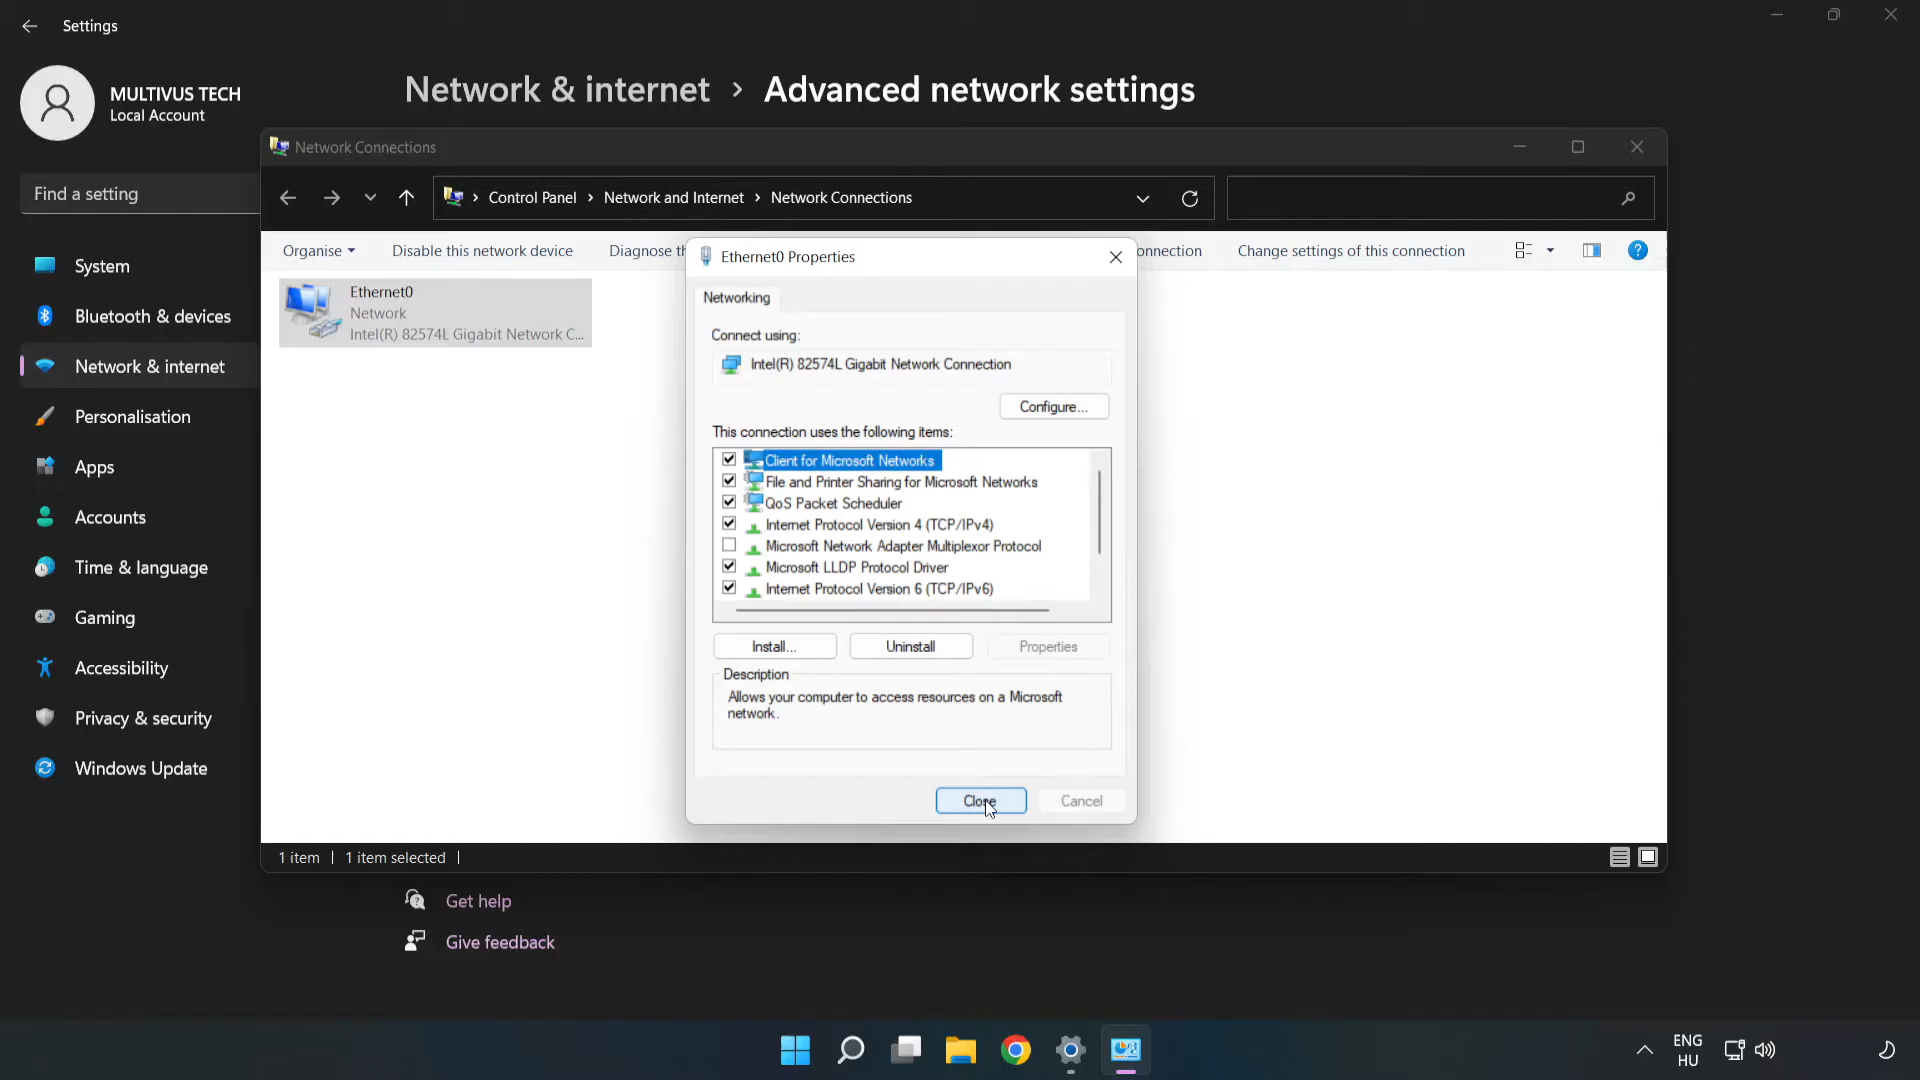 Settings
MULTIVUS TECH
Local Account
Find a setting
System
Bluetooth & devices
Network & internet
Personalisation
Apps
Accounts
Time & language
Gaming
Accessibility
Privacy & security
Windows Update
Network & internet › Advanced network settings
Network Connections
Control Panel › Network and Internet › Network Connections
Organise Disable this network device Diagnose th onnection Change settings of this connection
Ethernet0
Network
Intel(R) 82574L Gigabit Network C...
Ethernet0 Properties
Networking
Connect using:
Intel(R) 82574L Gigabit Network Connection
Configure...
This connection uses the following items:
Client for Microsoft Networks
File and Printer Sharing for Microsoft Networks
QoS Packet Scheduler
Internet Protocol Version 4 (TCP/IPv4)
Microsoft Network Adapter Multiplexor Protocol
Microsoft LLDP Protocol Driver
Internet Protocol Version 6 (TCP/IPv6)
Install... Uninstall Properties
Description
Allows your computer to access resources on a Microsoft
network.
Close Cancel
1 item 1 item selected
Get help
Give feedback
ENG
HU